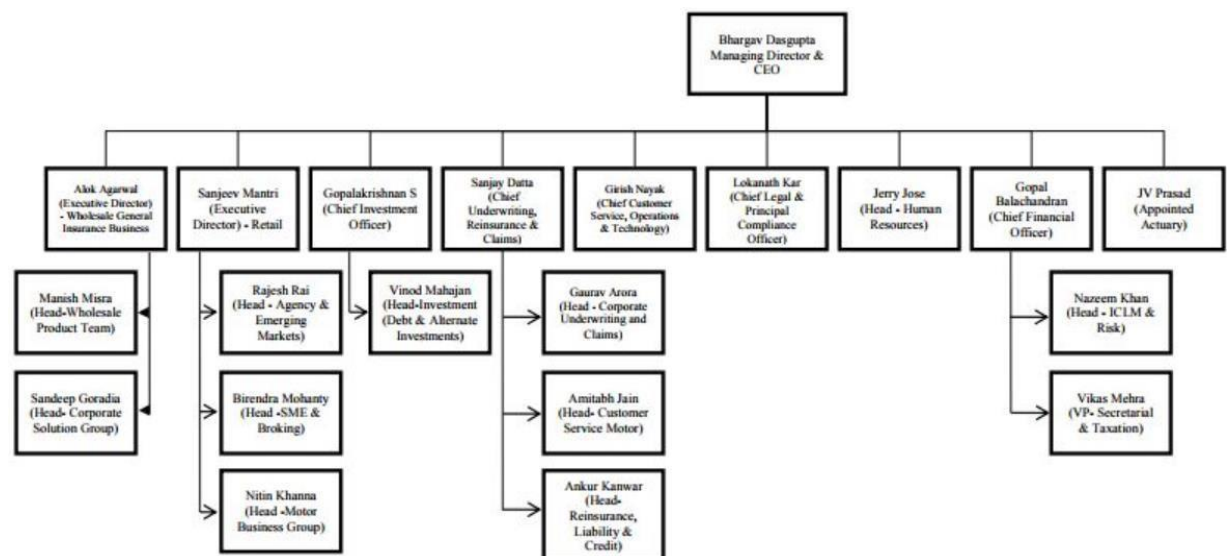 Bhargav Dasgupta
Managing Director &
CEO
Alok Agarwal
(Executive Director)
- Wholesale General
Insurance Business
Sanjeev Mantri
(Executive
Director) - Retail
Gopalakrishnan S
(Chief Investment
Officer)
Sanjay Datta
(Chief
Underwriting,
Reinsurance &
Claims)
Girish Nayak
(Chief Customer
Service, Operations
& Technology)
Lokanath Kar
(Chief Legal &
Principal
Compliance
Officer)
Jerry Jose
(Head - Human
Resources)
Gopal
Balachandran
(Chief Financial
Officer)
JV Prasad
(Appointed
Actuary)
Manish Misra
(Head-Wholesale
Product Team)
Rajesh Rai
(Head - Agency &
Emerging
Markets)
Vinod Mahajan
(Head-Investment
(Debt & Alternate
Investments)
Gaurav Arora
(Head - Corporate
Underwriting and
Claims)
Nazeem Khan
(Head - ICLM &
Risk)
Sandeep Goradia
(Head- Corporate
Solution Group)
Birendra Mohanty
(Head -SME &
Broking)
Amitabh Jain
(Head- Customer
Service Motor)
Vikas Mehra
(VP- Secretarial
& Taxation)
Nitin Khanna
(Head -Motor
Business Group)
Ankur Kanwar
(Head-
Reinsurance,
Liability &
Credit)